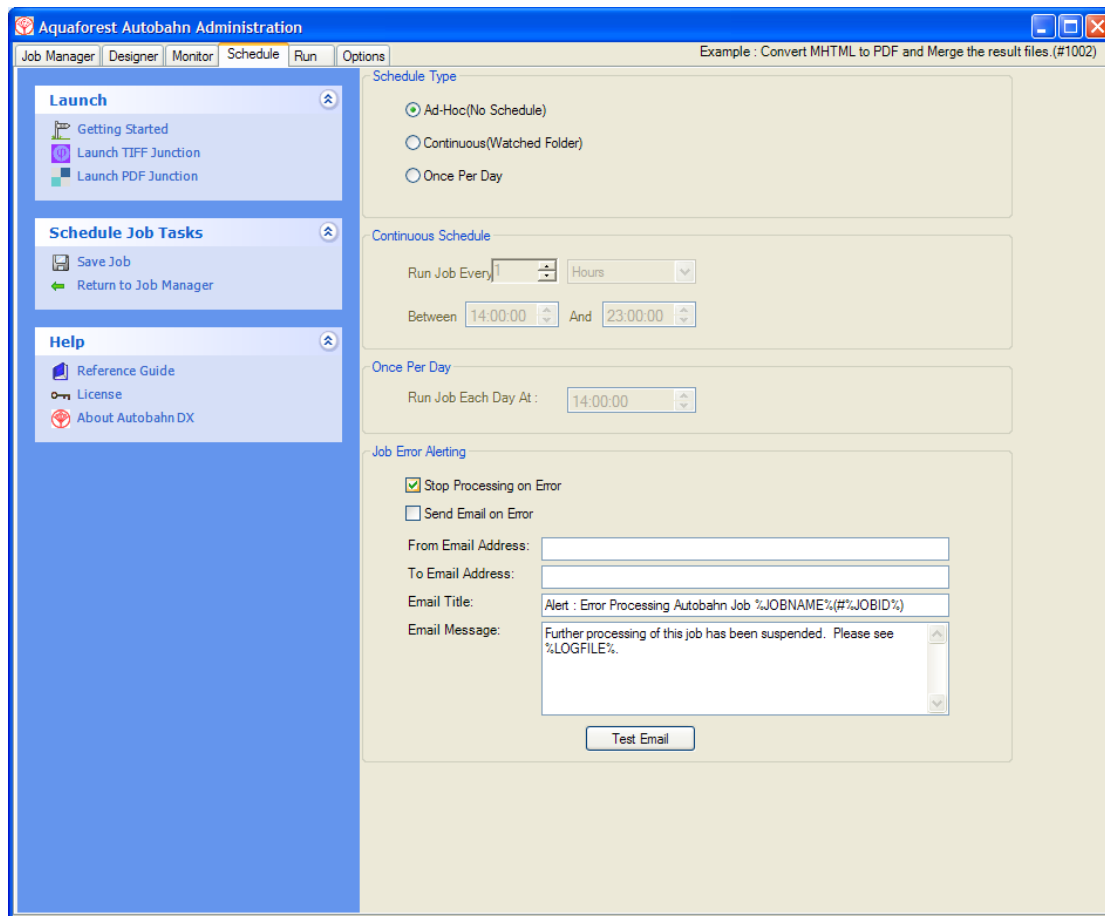 Aquaforest Autobahn Administration
Job Manager Designer Monitor Schedule Run Options
Example : Convert MHTML to PDF and Merge the result files.(#1002)
Launch
Getting Started
Launch TIFF Junction
Launch PDF Junction
Schedule Job Tasks
Save Job
Return to Job Manager
Help
Reference Guide
License
About Autobahn DX
Schedule Type
Ad-Hoc(No Schedule)
Continuous(Watched Folder)
Once Per Day
Continuous Schedule
Run Job Every 1 Hours
Between 14:00:00 And 23:00:00
Once Per Day
Run Job Each Day At : 14:00:00
Job Error Alerting
Stop Processing on Error
Send Email on Error
From Email Address:
To Email Address:
Email Title: Alert : Error Processing Autobahn Job %JOBNAME%(#%JOBID%)
Email Message: Further processing of this job has been suspended. Please see
%LOGFILE%.
Test Email